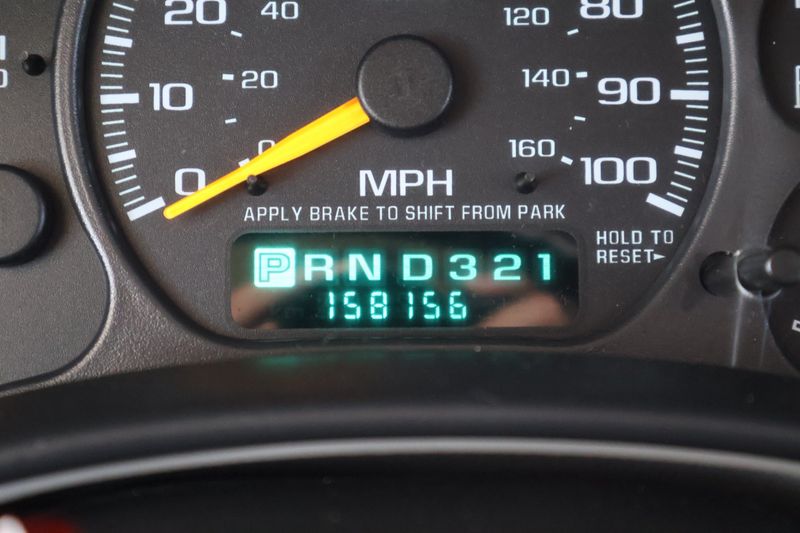 20 40 120 80
10 20 140 90
0 0 160 100
MPH
APPLY BRAKE TO SHIFT FROM PARK
HOLD TO
RESET►
P R N D 3 2 1
158156